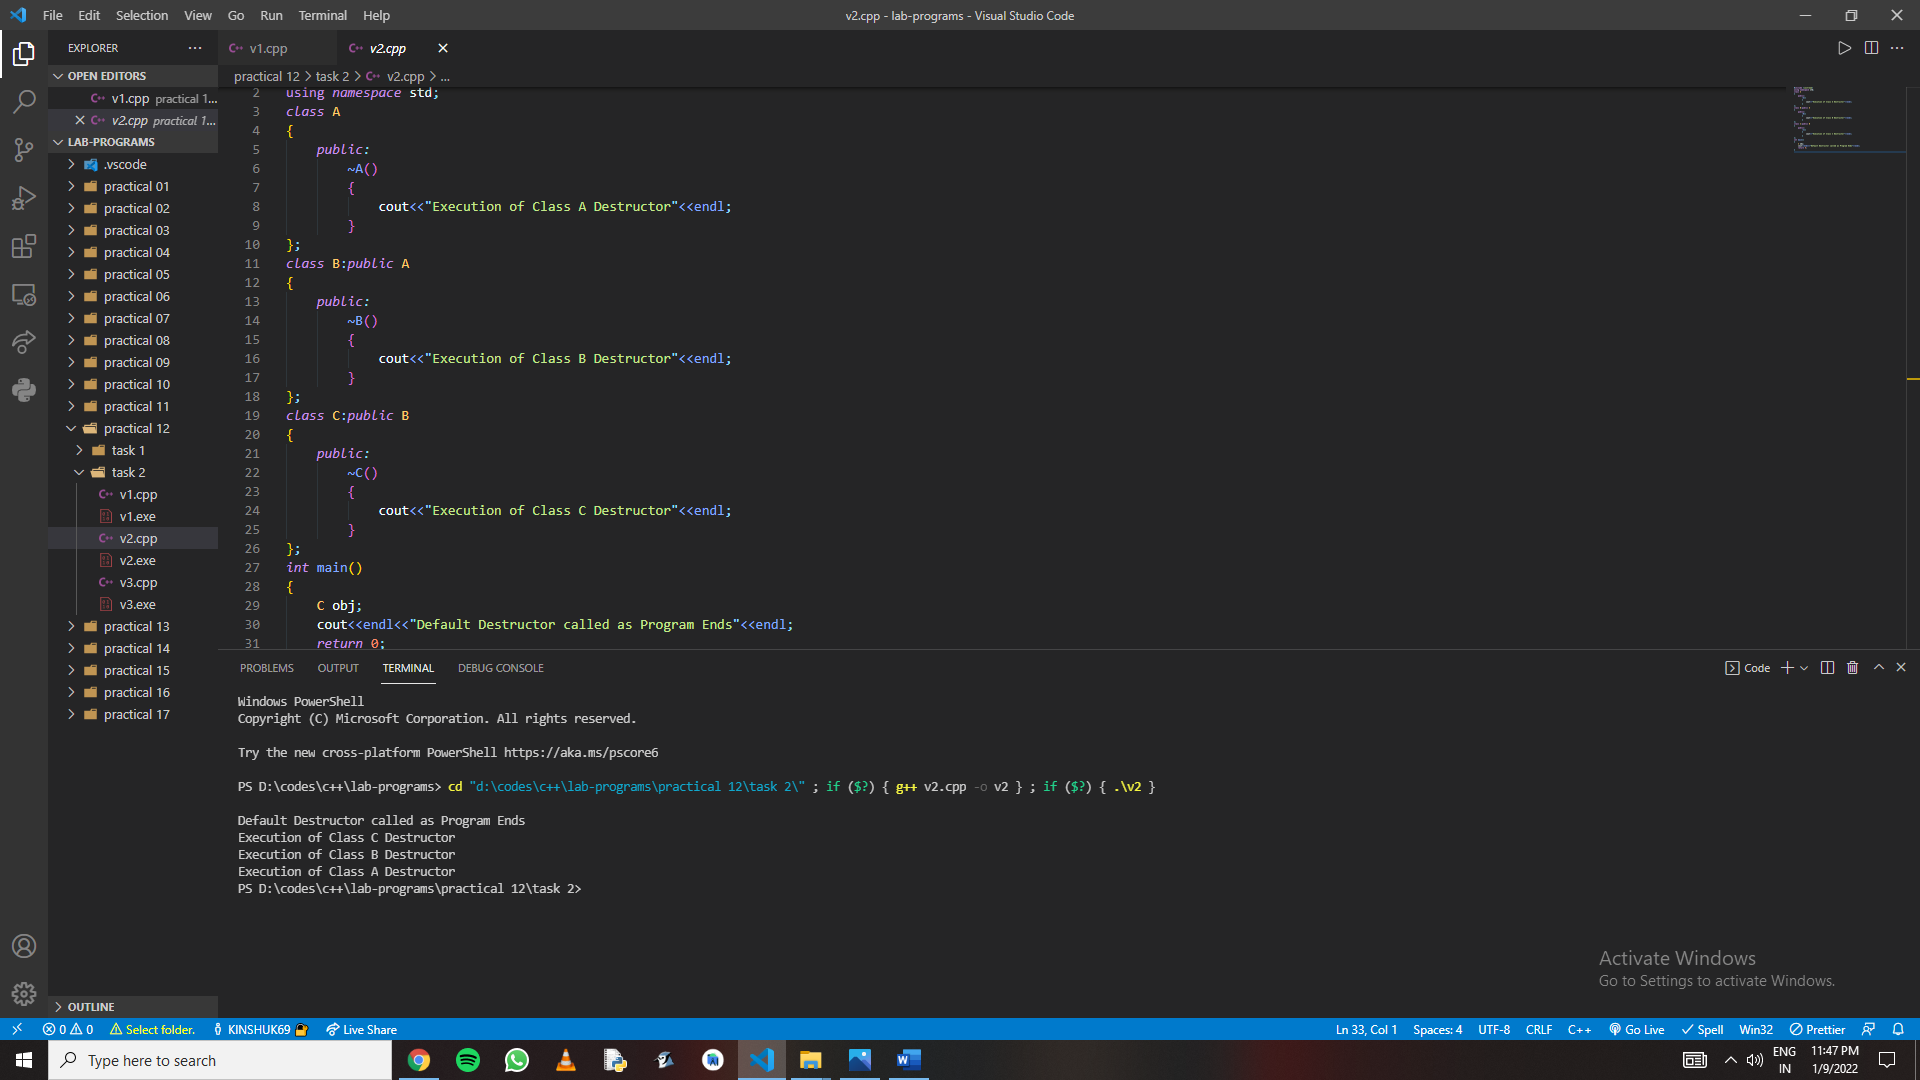 File Edit Selection View Go Run Terminal Help
v2.cpp - lab-programs - Visual Studio Code
EXPLORER
OPEN EDITORS
v1.cpp practical 1...
v2.cpp practical 1...
LAB-PROGRAMS
.vscode
practical 01
practical 02
practical 03
practical 04
practical 05
practical 06
practical 07
practical 08
practical 09
practical 10
practical 11
practical 12
task 1
task 2
v1.cpp
v1.exe
v2.cpp
v2.exe
v3.cpp
v3.exe
practical 13
practical 14
practical 15
practical 16
practical 17
OUTLINE
v1.cpp
v2.cpp
practical 12 > task 2 > v2.cpp > ...
2 using namespace std;
3 class A
4 {
5 public:
6 ~A()
7 {
8 cout<<"Execution of Class A Destructor"<<endl;
9 }
10 };
11 class B:public A
12 {
13 public:
14 ~B()
15 {
16 cout<<"Execution of Class B Destructor"<<endl;
17 }
18 };
19 class C:public B
20 {
21 public:
22 ~C()
23 {
24 cout<<"Execution of Class C Destructor"<<endl;
25 }
26 };
27 int main()
28 {
29 C obj;
30 cout<<endl<<"Default Destructor called as Program Ends"<<endl;
31 return 0;
PROBLEMS OUTPUT TERMINAL DEBUG CONSOLE
Code
Windows PowerShell
Copyright (C) Microsoft Corporation. All rights reserved.
Try the new cross-platform PowerShell https://aka.ms/pscore6
PS D:\codes\c++\lab-programs> cd "d:\codes\c++\lab-programs\practical 12\task 2\" ; if ($?) { g++ v2.cpp -o v2 } ; if ($?) { .\v2 }
Default Destructor called as Program Ends
Execution of Class C Destructor
Execution of Class B Destructor
Execution of Class A Destructor
PS D:\codes\c++\lab-programs\practical 12\task 2>
Activate Windows
Go to Settings to activate Windows.
0 0 Select folder. KINSHUK69 Live Share
Ln 33, Col 1 Spaces: 4 UTF-8 CRLF C++ Go Live Spell Win32 Prettier
Type here to search
ENG
IN
11:47 PM
1/9/2022